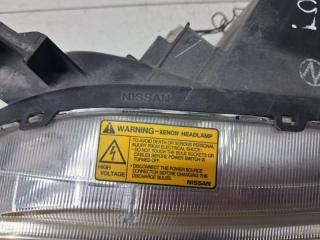 NISSAN
WARNING-XENON HEADLAMP
TO AVOID DEATH OR SERIOUS PERSONAL
INJURY FROM ELECTRICAL SHOCK:
-DO NOT TOUCH THE BULB SOCKETS OR
CABLES BEFORE POWER SWITCH IS
TURNED OFF.
-DISCONNECT THE POWER SOURCE
CONNECTOR BEFORE CHANGING THE
DISCHARGE BULBS.
HIGH
VOLTAGE
NISSAN